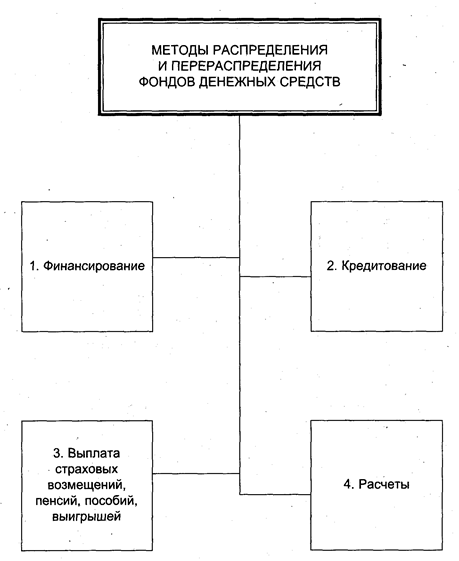 МЕТОДЫ РАСПРЕДЕЛЕНИЯ
И ПЕРЕРАСПРЕДЕЛЕНИЯ
ФОНДОВ ДЕНЕЖНЫХ СРЕДСТВ
1. Финансирование
2. Кредитование
3. Выплата
страховых
возмещений,
пенсий, пособий,
выигрышей
4. Расчеты